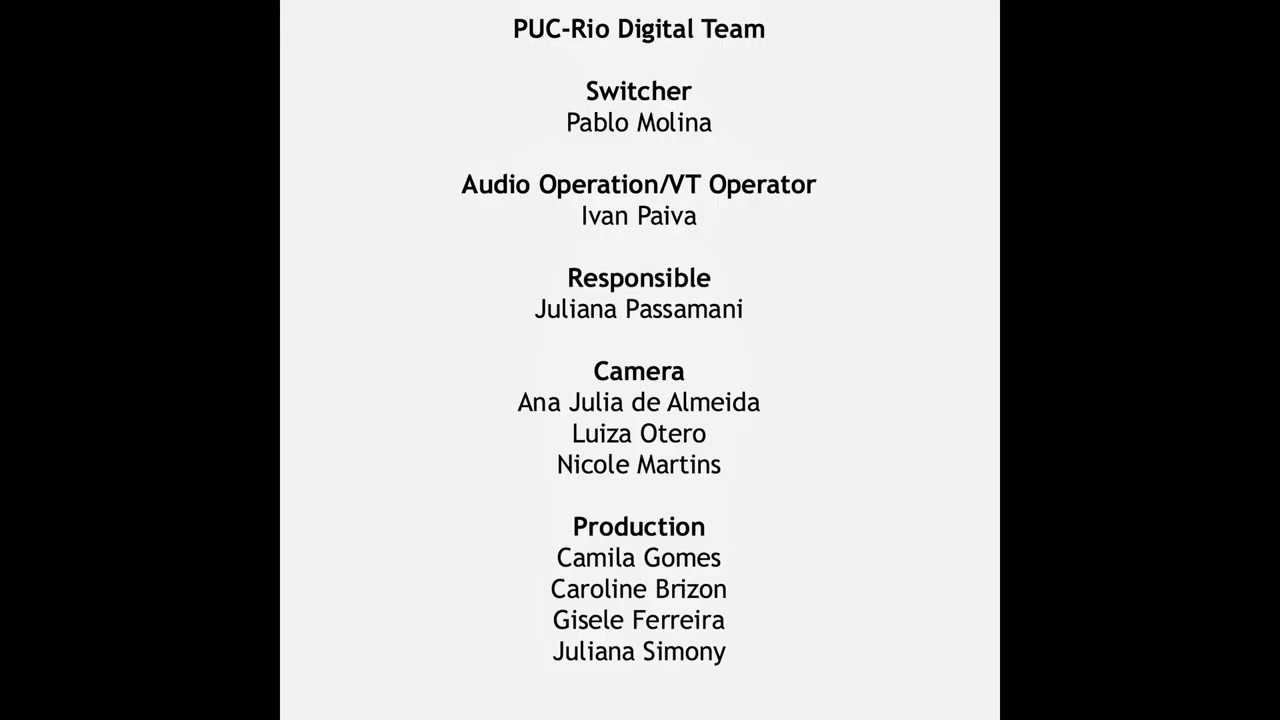 PUC-Rio Digital Team
Switcher
Pablo Molina
Audio Operation/VT Operator
Ivan Paiva
Responsible
Juliana Passamani
Camera
Ana Julia de Almeida
Luiza Otero
Nicole Martins
Production
Camila Gomes
Caroline Brizon
Gisele Ferreira
Juliana Simony